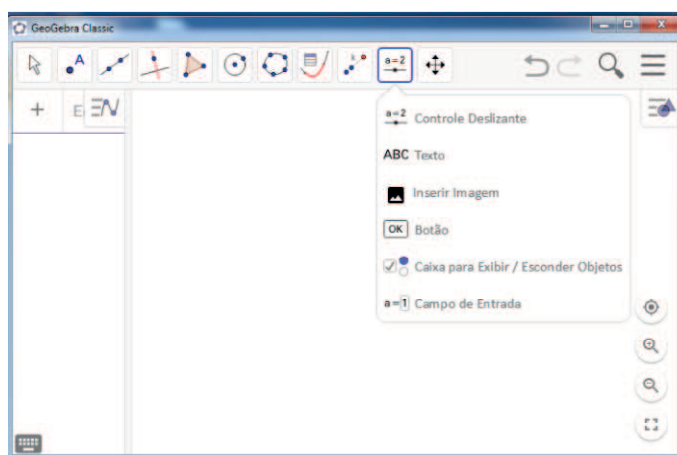 GeoGebra Classic
A
a=2
+ E
a=2 Controle Deslizante
ABC Texto
Inserir Imagem
OK Botão
Caixa para Exibir / Esconder Objetos
a=1 Campo de Entrada